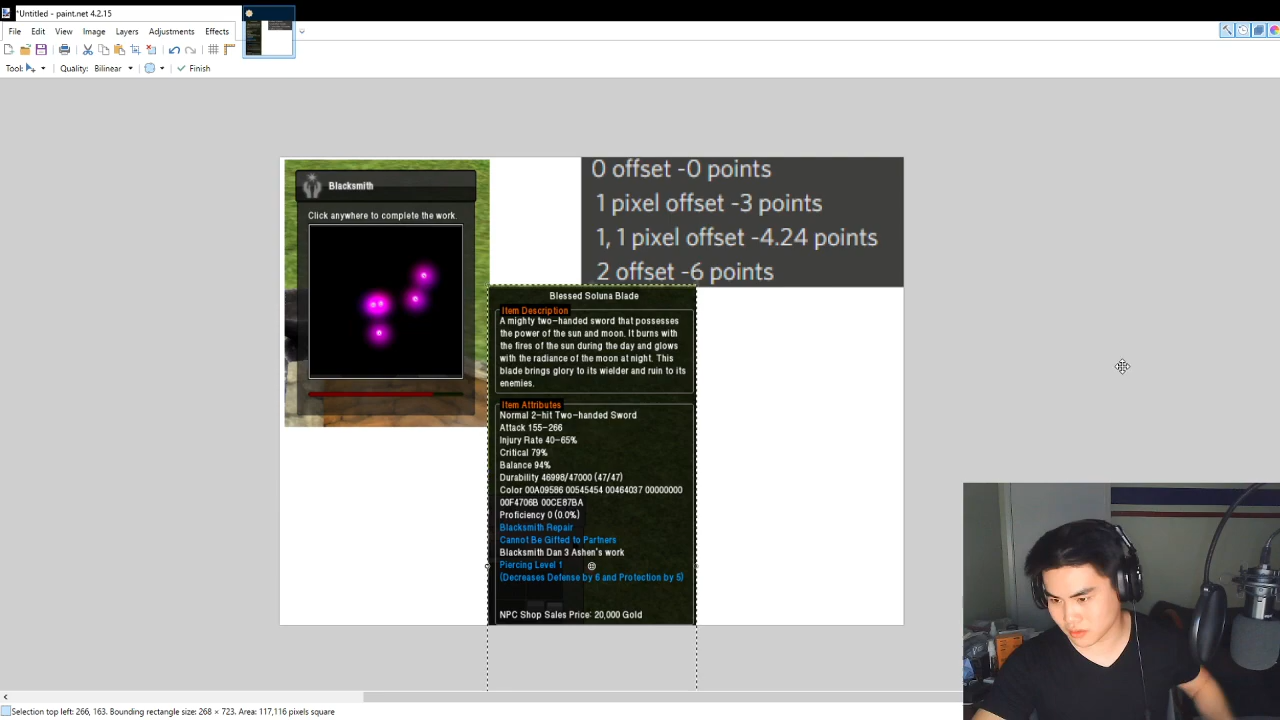 *Untitled - paint.net 4.2.15
File Edit View Image Layers Adjustments Effects
Tool: Quality: Bilinear Finish
Blacksmith
Click anywhere to complete the work.
0 offset -0 points
1 pixel offset -3 points
1, 1 pixel offset -4.24 points
2 offset -6 points
Blessed Soluna Blade
Item Description
A mighty two-handed sword that possesses
the power of the sun and moon. It burns with
the fires of the sun during the day and glows
with the radiance of the moon at night. This
blade brings glory to its wielder and ruin to its
enemies.
Item Attributes
Normal 2-hit Two-handed Sword
Attack 155-266
Injury Rate 40-65%
Critical 79%
Balance 94%
Durability 46998/47000 (47/47)
Color 00A09586 00545454 00464037 00000000
00F4706B 00CE87BA
Proficiency 0 (0.0%)
Blacksmith Repair
Cannot Be Gifted to Partners
Blacksmith Dan 3 Ashen's work
Piercing Level 1
(Decreases Defense by 6 and Protection by 5)
NPC Shop Sales Price: 20,000 Gold
Selection top left: 266, 163. Bounding rectangle size: 268 × 723. Area: 117,116 pixels square